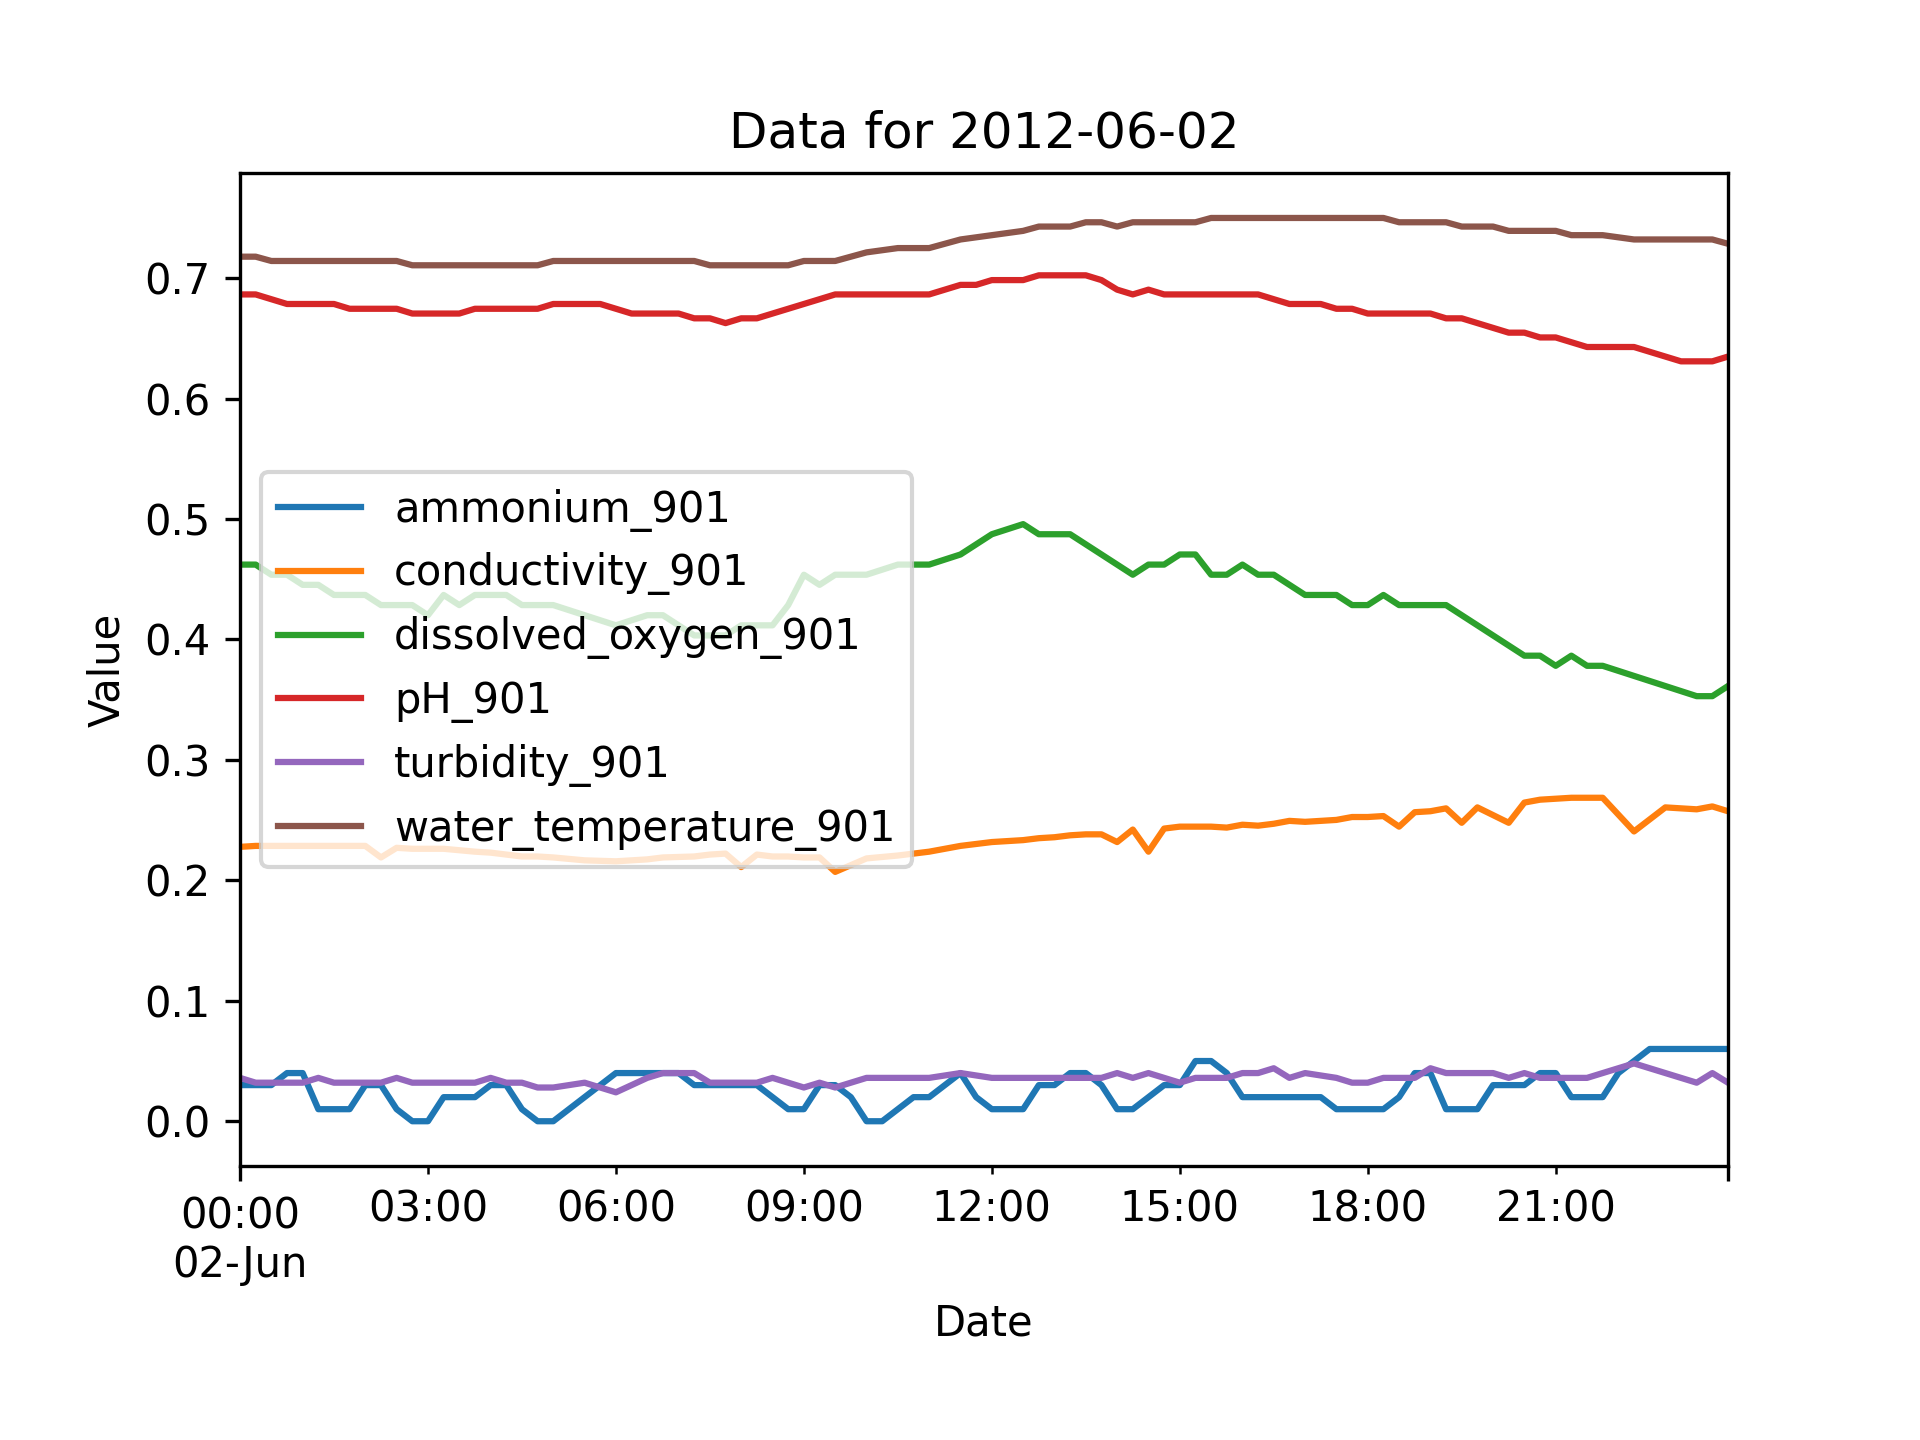 Data for 2012-06-02
0.7
0.6
0.5
0.4
0.3
0.2
0.1
0.0
Value
ammonium_901
conductivity_901
dissolved_oxygen_901
pH_901
turbidity_901
water_temperature_901
00:00 03:00 06:00 09:00 12:00 15:00 18:00 21:00
02-Jun
Date